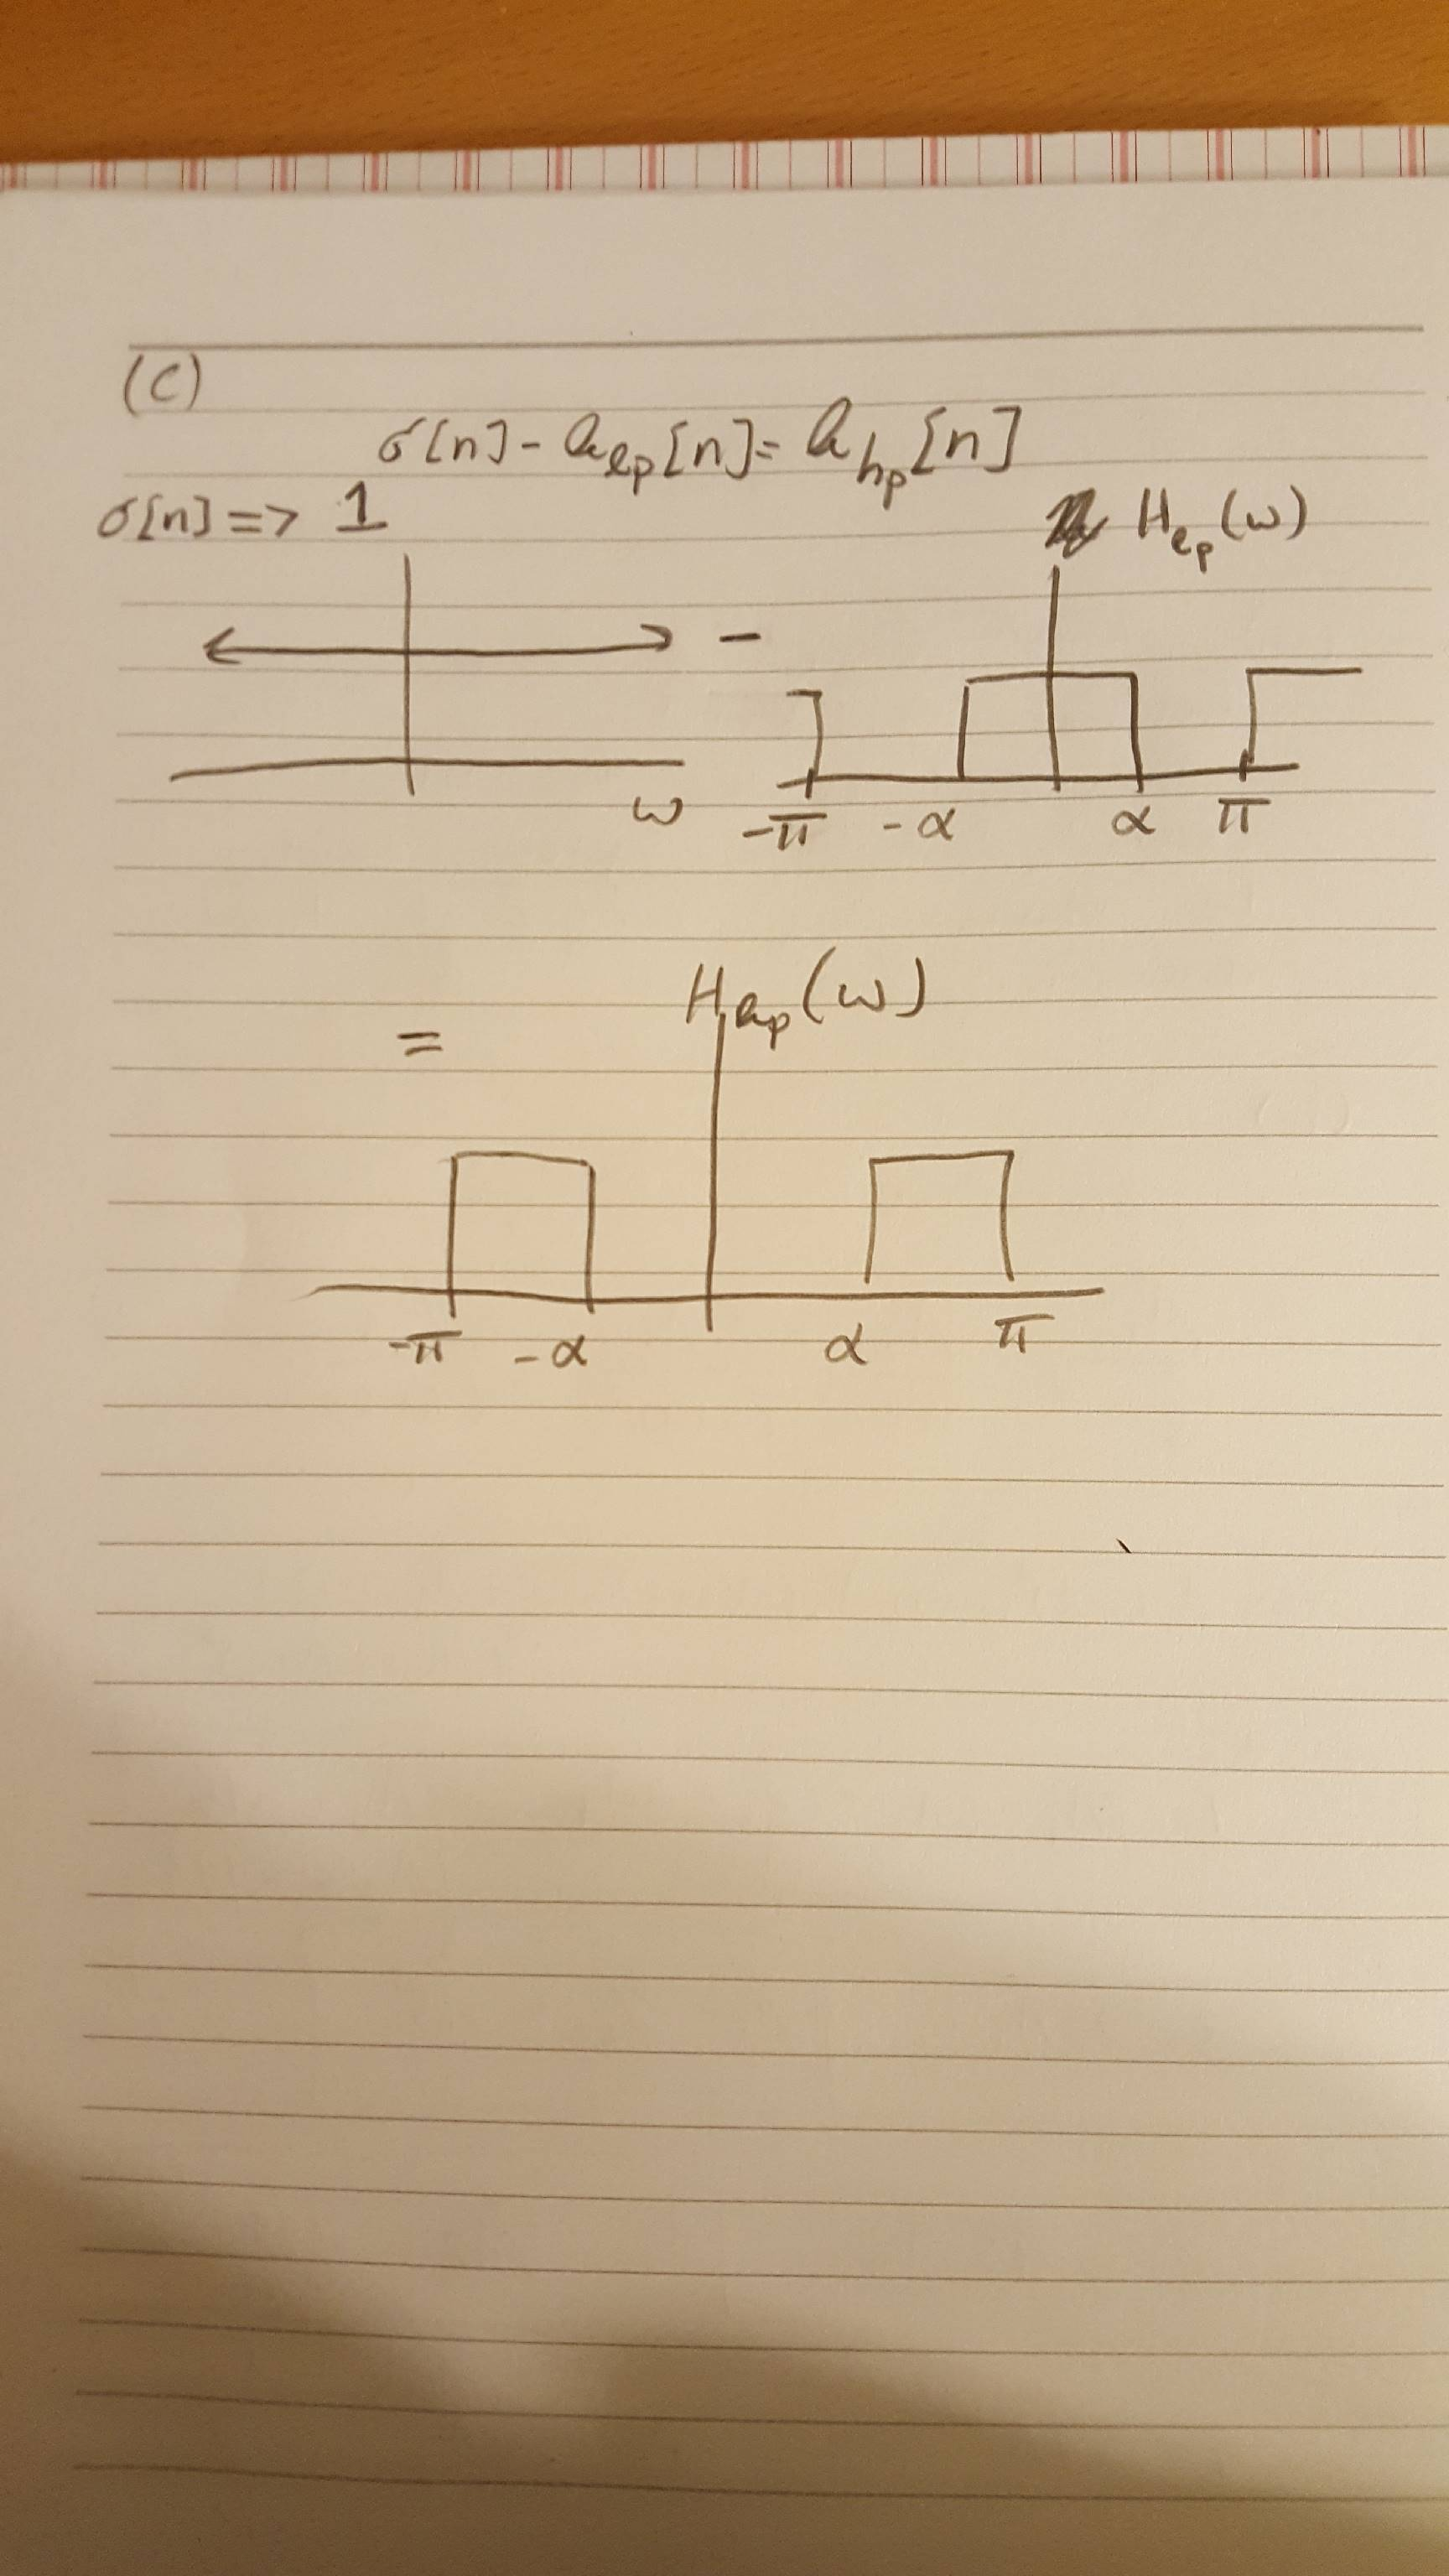 (C)
σ[n] - h_lp[n] = h_hp[n]
σ[n] => 1
H_lp(ω)
-
ω
-π -α α π
=
H_hp(ω)
-π -α α π